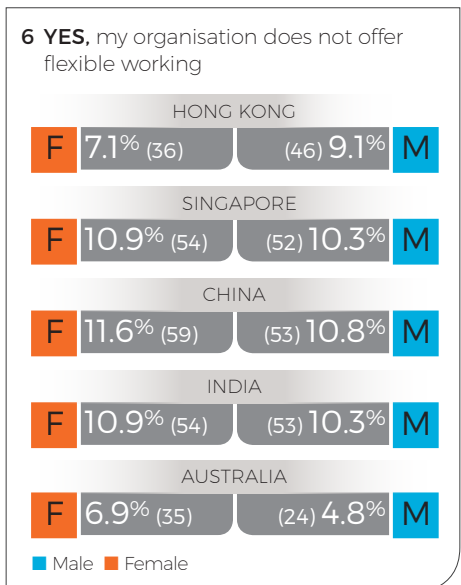 6 YES, my organisation does not offer
flexible working
HONG KONG
F 7.1% (36) (46) 9.1% M
SINGAPORE
F 10.9% (54) (52) 10.3% M
CHINA
F 11.6% (59) (53) 10.8% M
INDIA
F 10.9% (54) (53) 10.3% M
AUSTRALIA
F 6.9% (35) (24) 4.8% M
Male Female